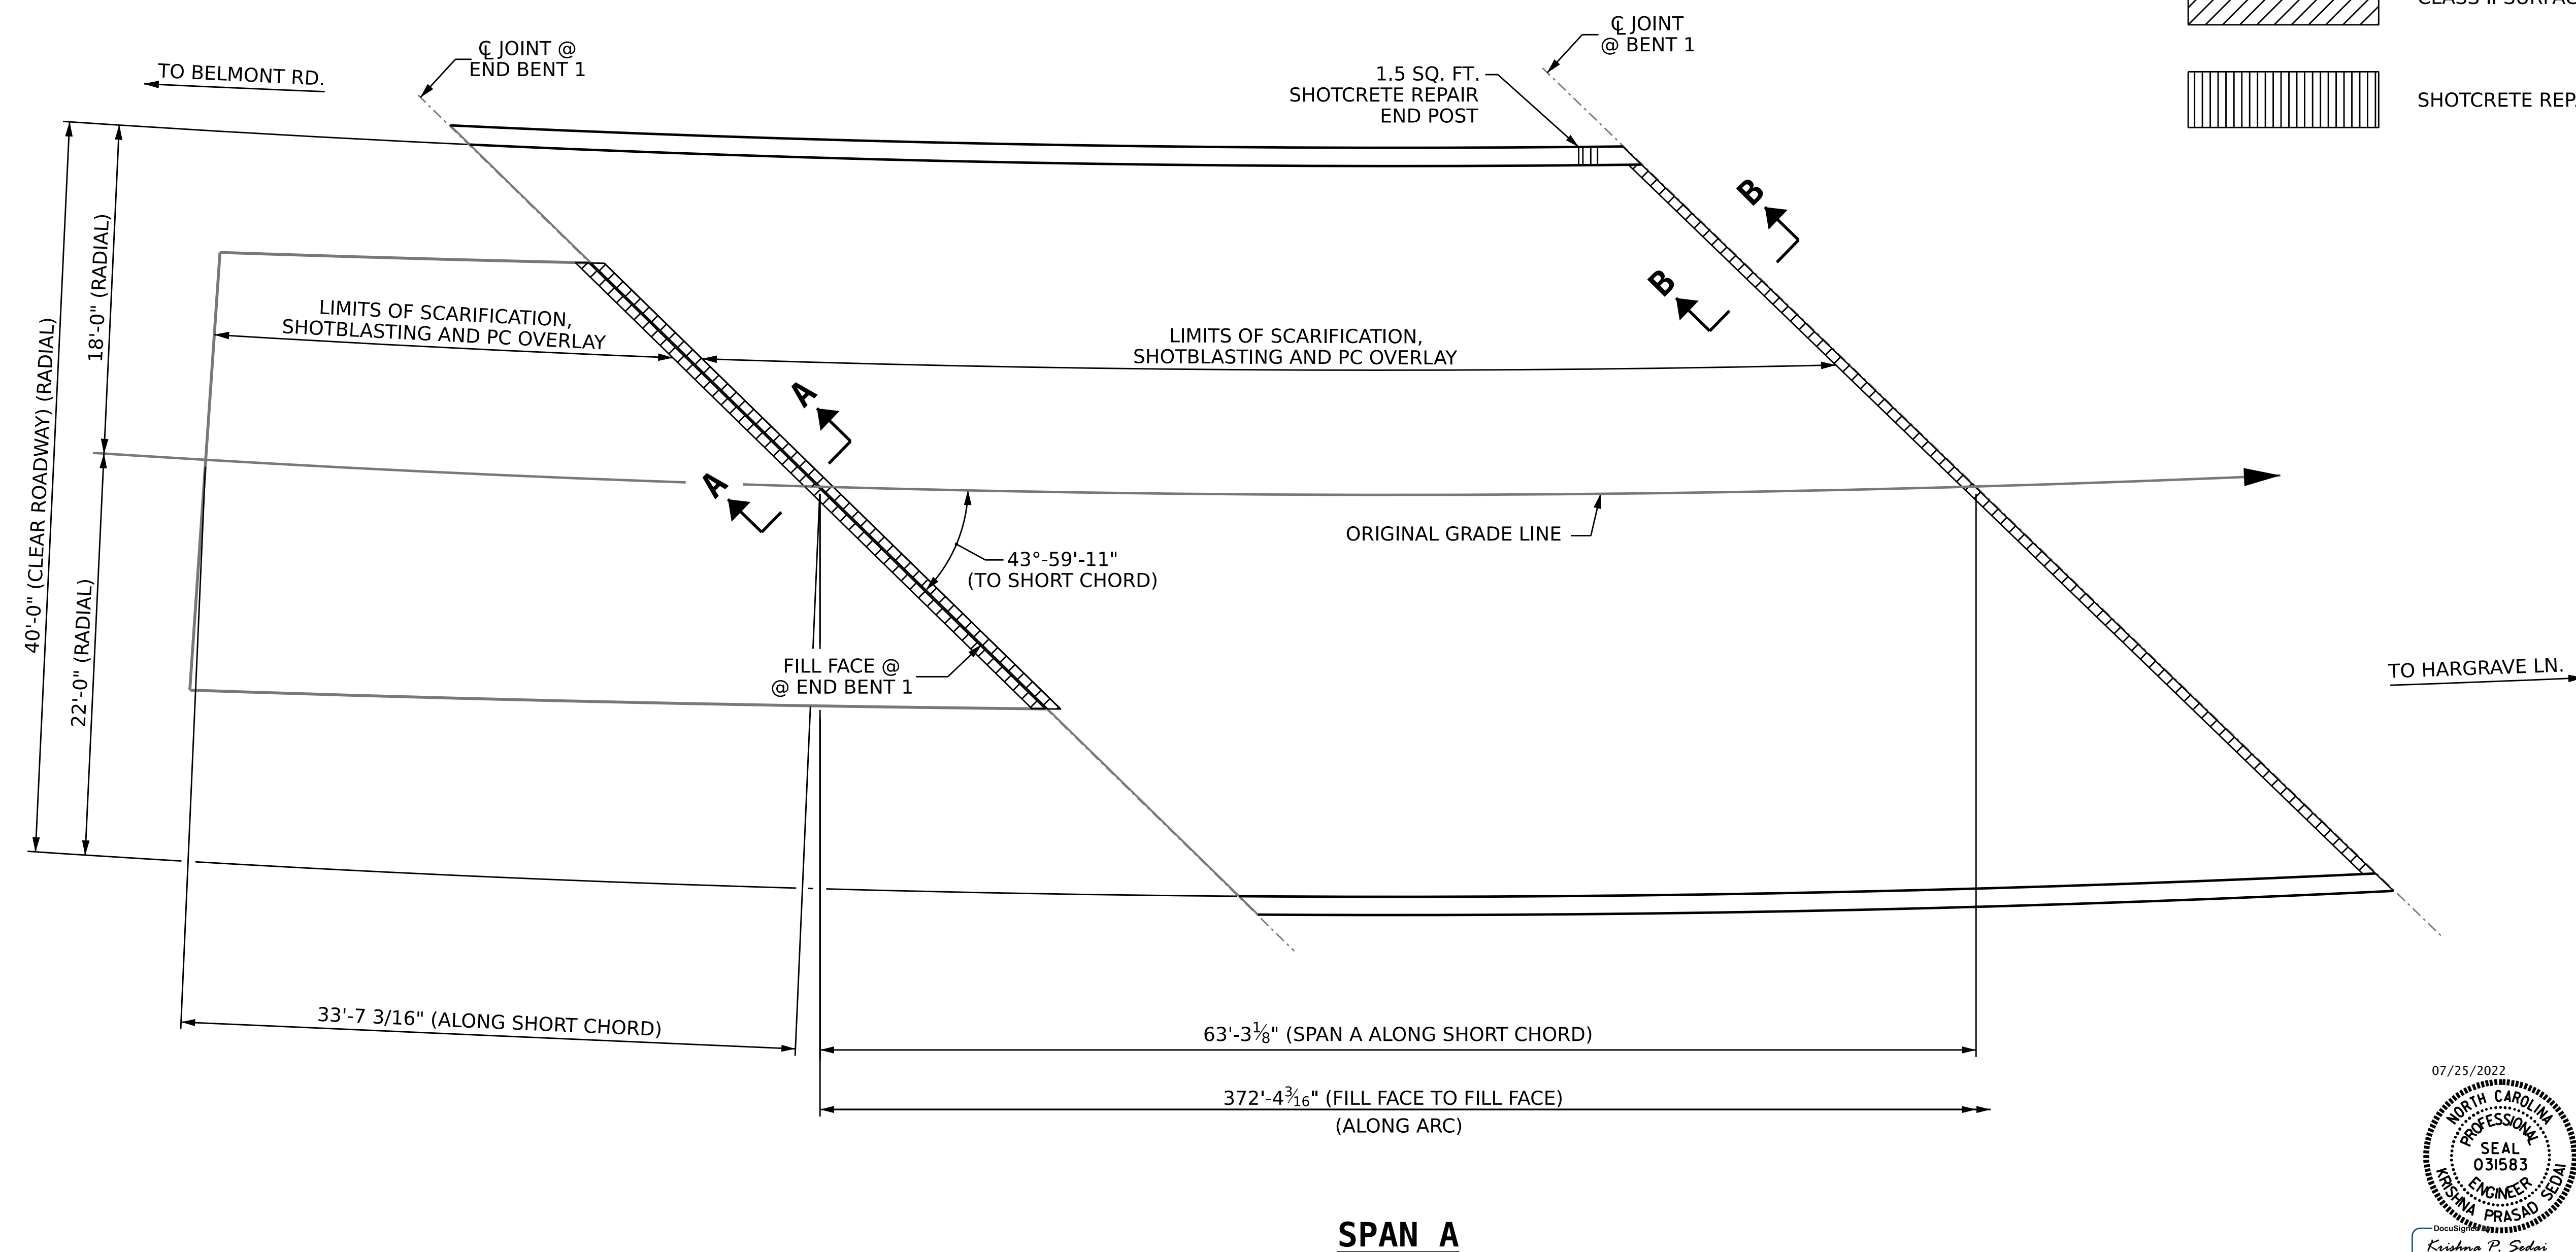 ℄ JOINT @
END BENT 1
TO BELMONT RD.
℄ JOINT
@ BENT 1
1.5 SQ. FT.
SHOTCRETE REPAIR
END POST
SHOTCRETE
B
B
40'-0" (CLEAR ROADWAY) (RADIAL)
18'-0" (RADIAL)
22'-0" (RADIAL)
LIMITS OF SCARIFICATION,
SHOTBLASTING AND PC OVERLAY
LIMITS OF SCARIFICATION,
SHOTBLASTING AND PC OVERLAY
A
A
ORIGINAL GRADE LINE
43°-59'-11"
(TO SHORT CHORD)
FILL FACE @
@ END BENT 1
TO HARGRAVE LN.
33'-7 3/16" (ALONG SHORT CHORD)
63'-3⅛" (SPAN A ALONG SHORT CHORD)
372'-4 3/16" (FILL FACE TO FILL FACE)
(ALONG ARC)
SPAN A
07/25/2022
NORTH CAROLINA
PROFESSIONAL
SEAL
031583
ENGINEER
KRISHNA PRASAD SEDAI
Krishna P. Sedai